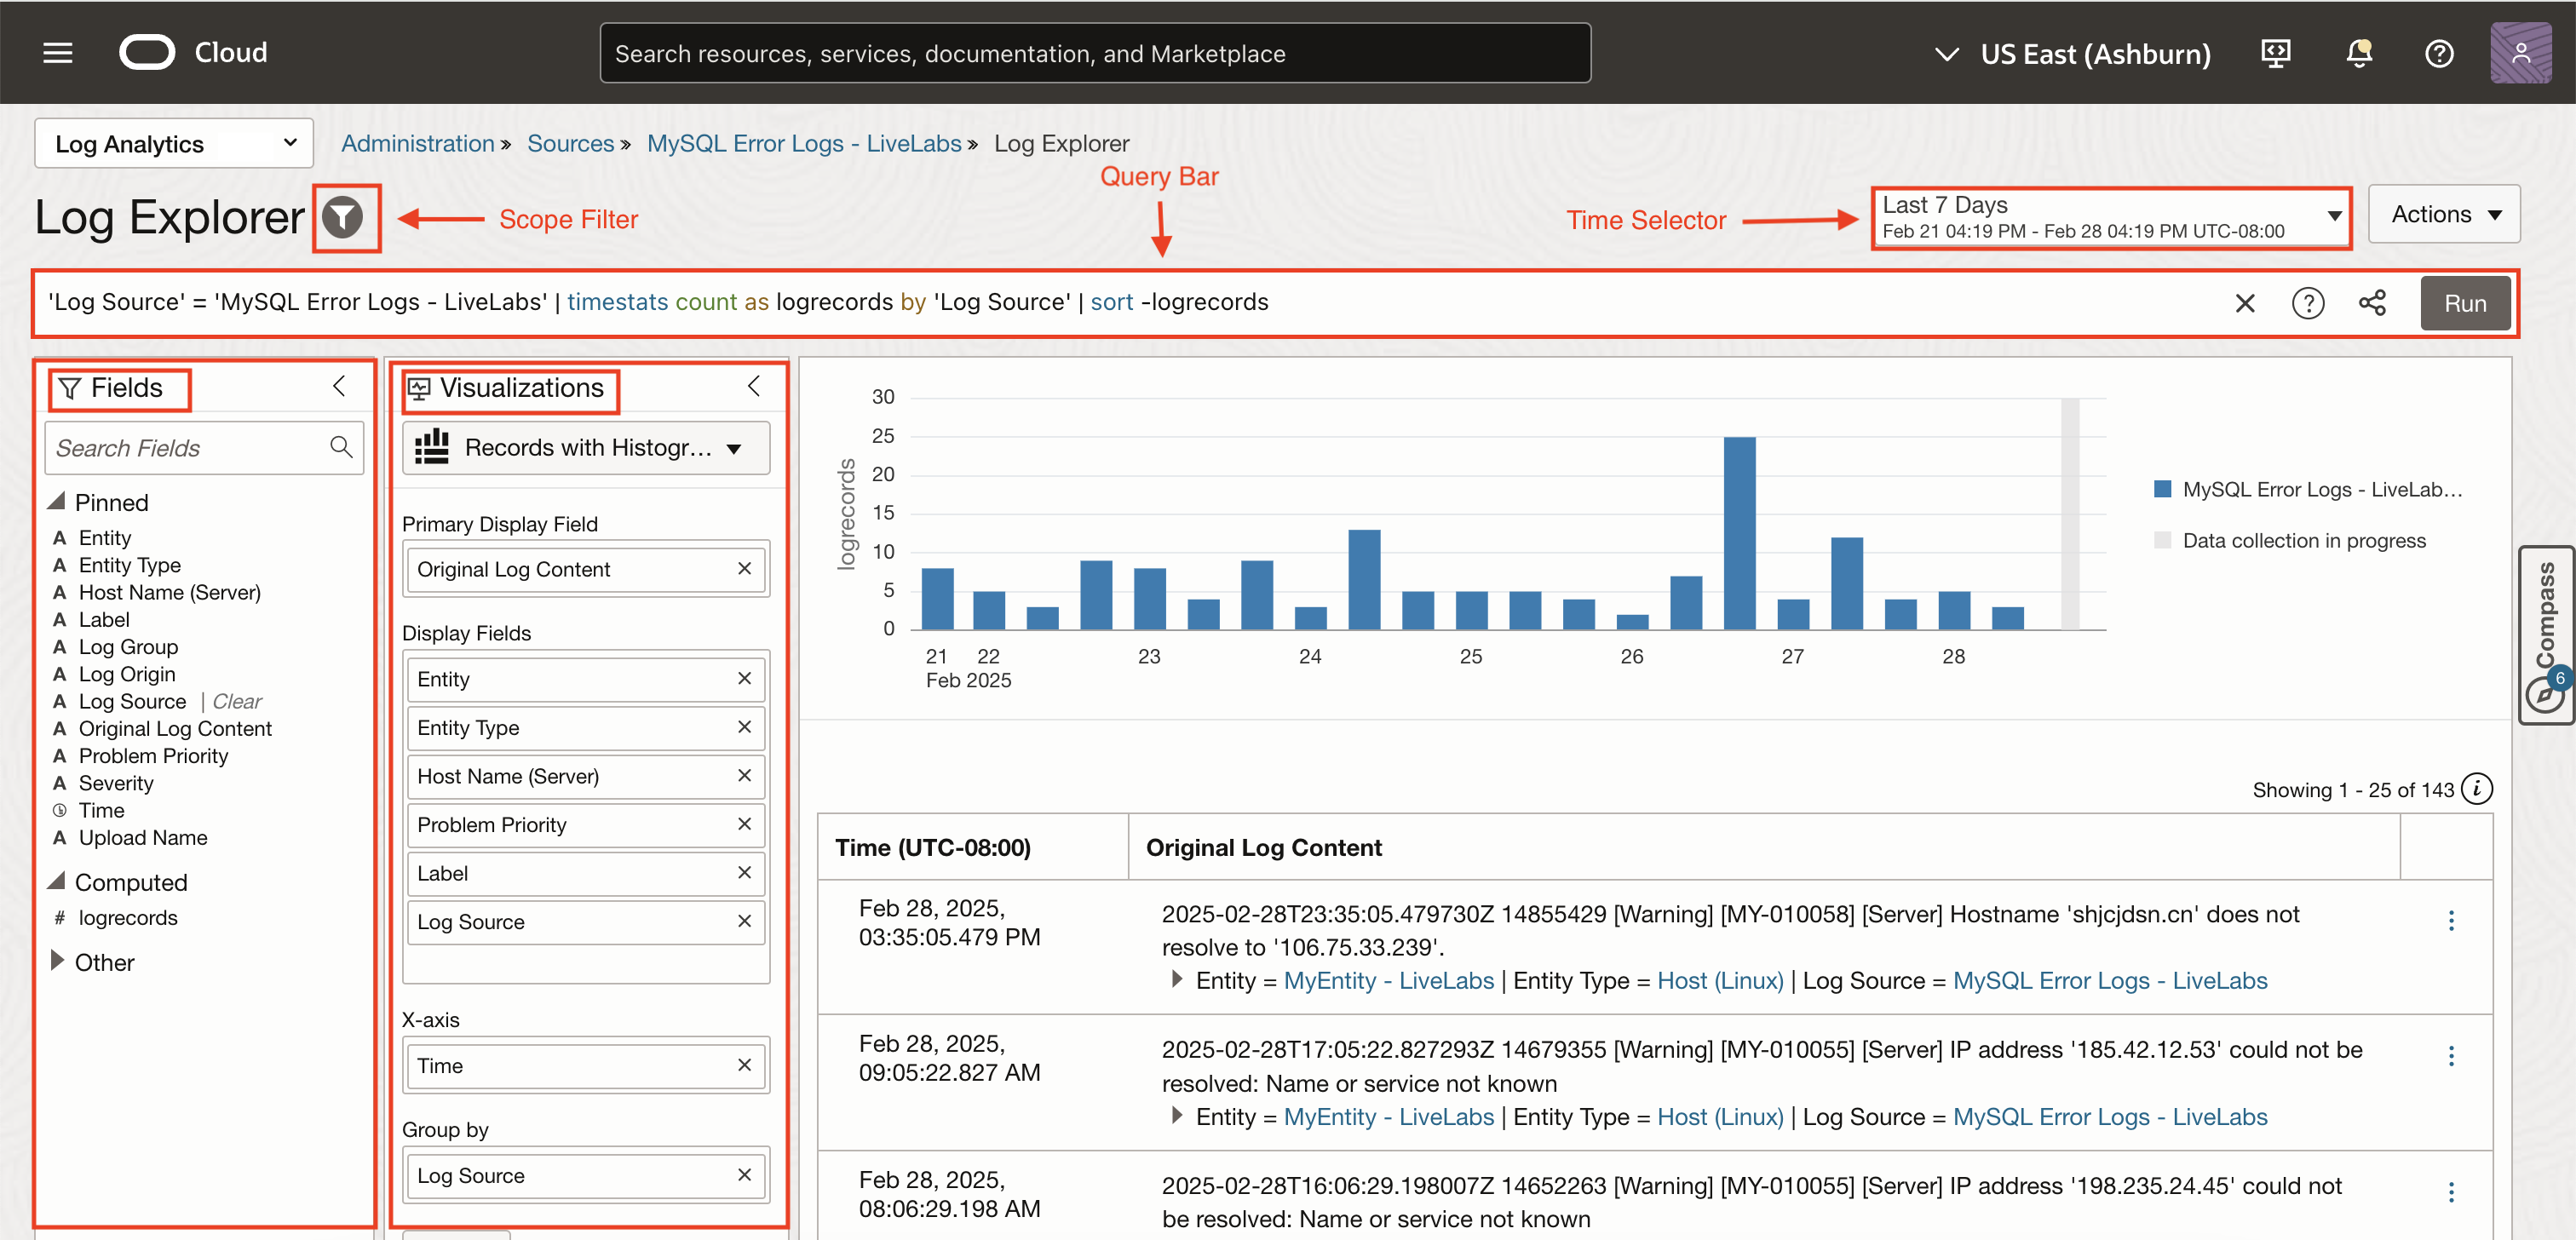 Cloud
Search resources, services, documentation, and Marketplace
US East (Ashburn)
Log Analytics
Administration » Sources » MySQL Error Logs - LiveLabs » Log Explorer
Query Bar
Log Explorer
Scope Filter
Time Selector
Last 7 Days
Feb 21 04:19 PM - Feb 28 04:19 PM UTC-08:00
Actions
'Log Source' = 'MySQL Error Logs - LiveLabs' | timestats count as logrecords by 'Log Source' | sort -logrecords
Run
Fields
Search Fields
Pinned
A Entity
A Entity Type
A Host Name (Server)
A Label
A Log Group
A Log Origin
A Log Source | Clear
A Original Log Content
A Problem Priority
A Severity
Time
A Upload Name
Computed
# logrecords
Other
Visualizations
Records with Histogr...
Primary Display Field
Original Log Content
Display Fields
Entity
Entity Type
Host Name (Server)
Problem Priority
Label
Log Source
X-axis
Time
Group by
Log Source
logrecords
30
25
20
15
10
5
0
21 22 23 24 25 26 27 28
Feb 2025
MySQL Error Logs - LiveLab...
Data collection in progress
Compass
6
Showing 1 - 25 of 143
Time (UTC-08:00)
Original Log Content
Feb 28, 2025,
03:35:05.479 PM
2025-02-28T23:35:05.479730Z 14855429 [Warning] [MY-010058] [Server] Hostname 'shjcjdsn.cn' does not
resolve to '106.75.33.239'.
Entity = MyEntity - LiveLabs | Entity Type = Host (Linux) | Log Source = MySQL Error Logs - LiveLabs
Feb 28, 2025,
09:05:22.827 AM
2025-02-28T17:05:22.827293Z 14679355 [Warning] [MY-010055] [Server] IP address '185.42.12.53' could not be
resolved: Name or service not known
Entity = MyEntity - LiveLabs | Entity Type = Host (Linux) | Log Source = MySQL Error Logs - LiveLabs
Feb 28, 2025,
08:06:29.198 AM
2025-02-28T16:06:29.198007Z 14652263 [Warning] [MY-010055] [Server] IP address '198.235.24.45' could not
be resolved: Name or service not known